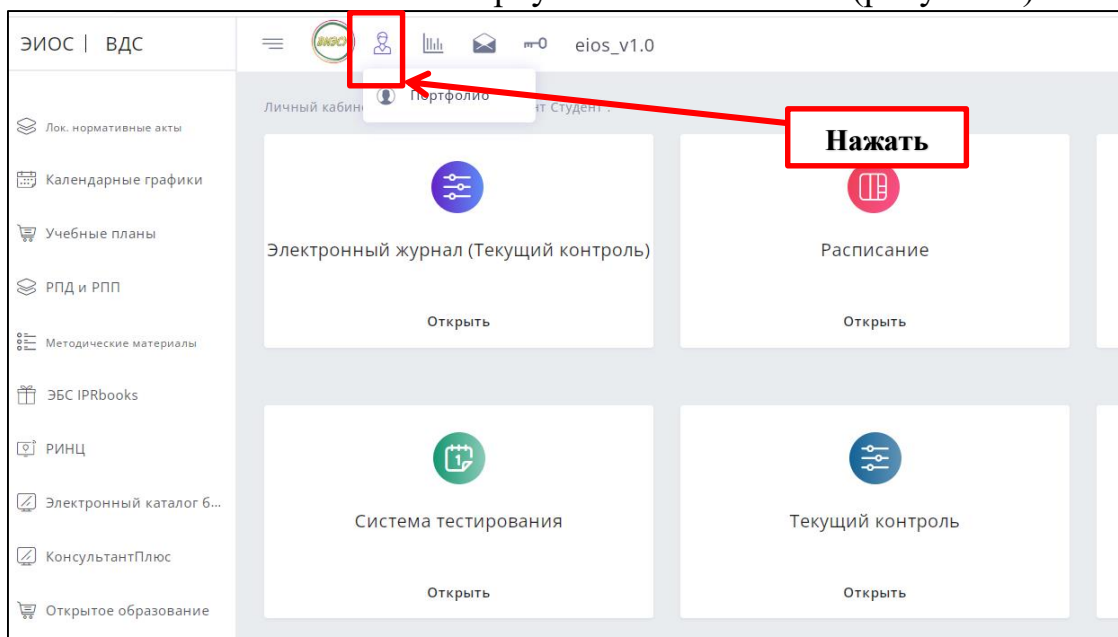 ЭИОС | ВДС
eios_v1.0
Портфолио
Личный
Студент .
Нажать
Лок. нормативные акты
Календарные графики
Учебные планы
РПД и РПП
Методические материалы
ЭБС IPRbooks
РИНЦ
Электронный каталог б...
КонсультантПлюс
Открытое образование
Электронный журнал (Текущий контроль)
Открыть
Расписание
Открыть
Система тестирования
Открыть
Текущий контроль
Открыть